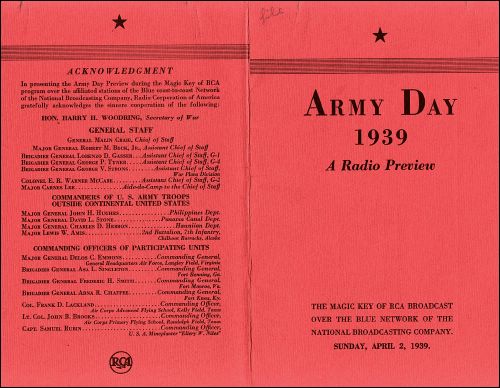 file
ACKNOWLEDGMENT
In presenting the Army Day Preview during the Magic Key of RCA
program over the affiliated stations of the Blue coast-to-coast Network
of the National Broadcasting Company, Radio Corporation of America
gratefully acknowledges the sincere cooperation of the following:
HON. HARRY H. WOODRING, Secretary of War
GENERAL STAFF
GENERAL MALIN CRAIG, Chief of Staff
MAJOR GENERAL ROBERT M. BECK, JR., Assistant Chief of Staff
BRIGADIER GENERAL LORENZO D. GASSER, Assistant Chief of Staff, G-1
BRIGADIER GENERAL GEORGE P. TYNER, Assistant Chief of Staff, G-4
BRIGADIER GENERAL GEORGE V. STRONG, Assistant Chief of Staff,
War Plans Division
COLONEL E. R. WARNER MCCABE, Assistant Chief of Staff, G-2
MAJOR CARNES LEE, Aide-de-Camp to the Chief of Staff
COMMANDERS OF U. S. ARMY TROOPS
OUTSIDE CONTINENTAL UNITED STATES
MAJOR GENERAL JOHN H. HUGHES, Philippines Dept.
MAJOR GENERAL DAVID L. STONE, Panama Canal Dept.
MAJOR GENERAL CHARLES D. HERRON, Hawaiian Dept.
MAJOR LEWIS W. AMIS, 2nd Battalion, 7th Infantry,
Chilkoot Barracks, Alaska
COMMANDING OFFICERS OF PARTICIPATING UNITS
MAJOR GENERAL DELOS C. EMMONS, Commanding General,
General Headquarters Air Force, Langley Field, Virginia
BRIGADIER GENERAL ASA L. SINGLETON, Commanding General,
Fort Benning, Ga.
BRIGADIER GENERAL FREDERIC H. SMITH, Commanding General,
Fort Monroe, Va.
BRIGADIER GENERAL ADNA R. CHAFFEE, Commanding General,
Fort Knox, Ky.
COL. FRANK D. LACKLAND, Commanding Officer,
Air Corps Advanced Flying School, Kelly Field, Texas
LT. COL. JOHN B. BROOKS, Commanding Officer,
Air Corps Primary Flying School, Randolph Field, Texas
CAPT. SAMUEL RUBIN, Commanding Officer,
U. S. A. Mineplanter "Ellery W. Niles"
RCA
ARMY DAY
1939
A Radio Preview
THE MAGIC KEY OF RCA BROADCAST
OVER THE BLUE NETWORK OF THE
NATIONAL BROADCASTING COMPANY.
SUNDAY, APRIL 2, 1939.